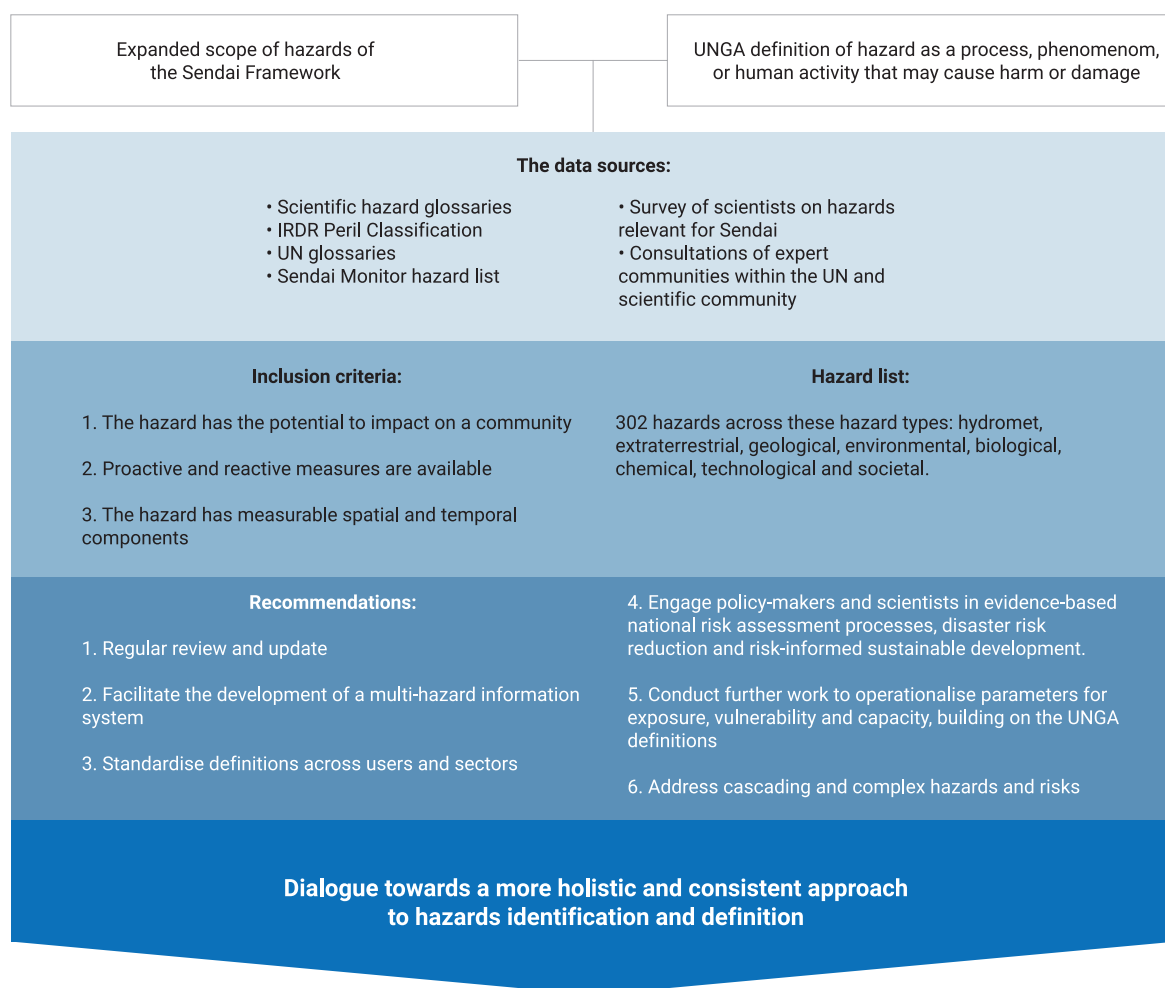 Expanded scope of hazards of
the Sendai Framework
UNGA definition of hazard as a process, phenomenom,
or human activity that may cause harm or damage
The data sources:
• Scientific hazard glossaries
• IRDR Peril Classification
• UN glossaries
• Sendai Monitor hazard list
• Survey of scientists on hazards
relevant for Sendai
• Consultations of expert
communities within the UN and
scientific community
Inclusion criteria:
1. The hazard has the potential to impact on a community
2. Proactive and reactive measures are available
3. The hazard has measurable spatial and temporal
components
Hazard list:
302 hazards across these hazard types: hydromet,
extraterrestrial, geological, environmental, biological,
chemical, technological and societal.
Recommendations:
1. Regular review and update
2. Facilitate the development of a multi-hazard information
system
3. Standardise definitions across users and sectors
4. Engage policy-makers and scientists in evidence-based
national risk assessment processes, disaster risk
reduction and risk-informed sustainable development.
5. Conduct further work to operationalise parameters for
exposure, vulnerability and capacity, building on the UNGA
definitions
6. Address cascading and complex hazards and risks
Dialogue towards a more holistic and consistent approach
to hazards identification and definition